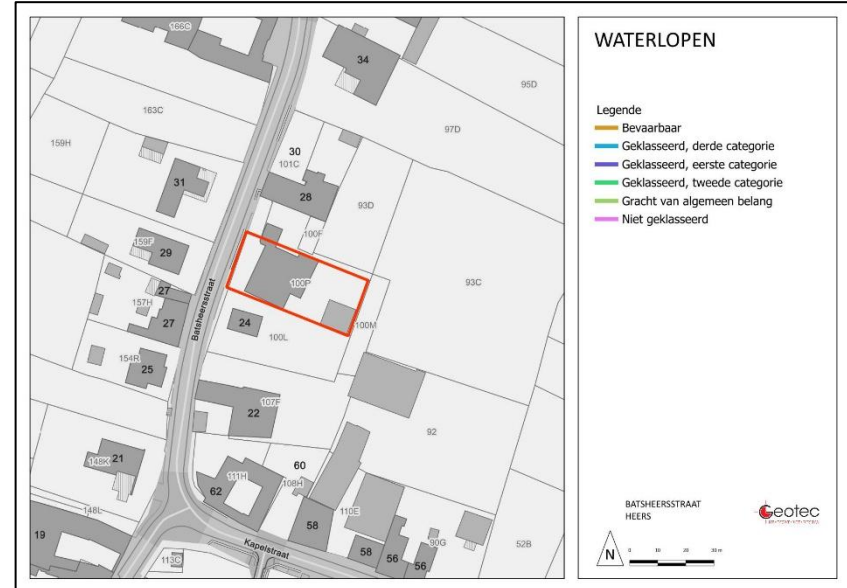 WATERLOPEN
Legende
Bevaarbaar
Geklasseerd, derde categorie
Geklasseerd, eerste categorie
Geklasseerd, tweede categorie
Gracht van algemeen belang
Niet geklasseerd
BATSHEERSSTRAAT
HEERS
Geotec
N
0 10 20 30 m
166C
34
95D
163C
97D
159H
30
101C
31
28
93D
100F
159F
29
100P
93C
27
157H
27
Batsheersstraat
24
100M
100L
154R
25
107F
22
92
21
148K
60
111H
108H
62
110E
148L
58
19
Kapelstraat
58
56
56
90G
52B
113C